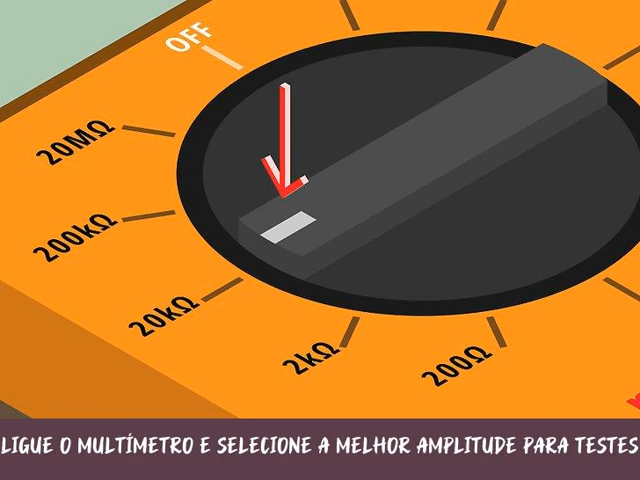 OFF
20MΩ
200kΩ
20kΩ
2kΩ
200Ω
LIGUE O MULTÍMETRO E SELECIONE A MELHOR AMPLITUDE PARA TESTES